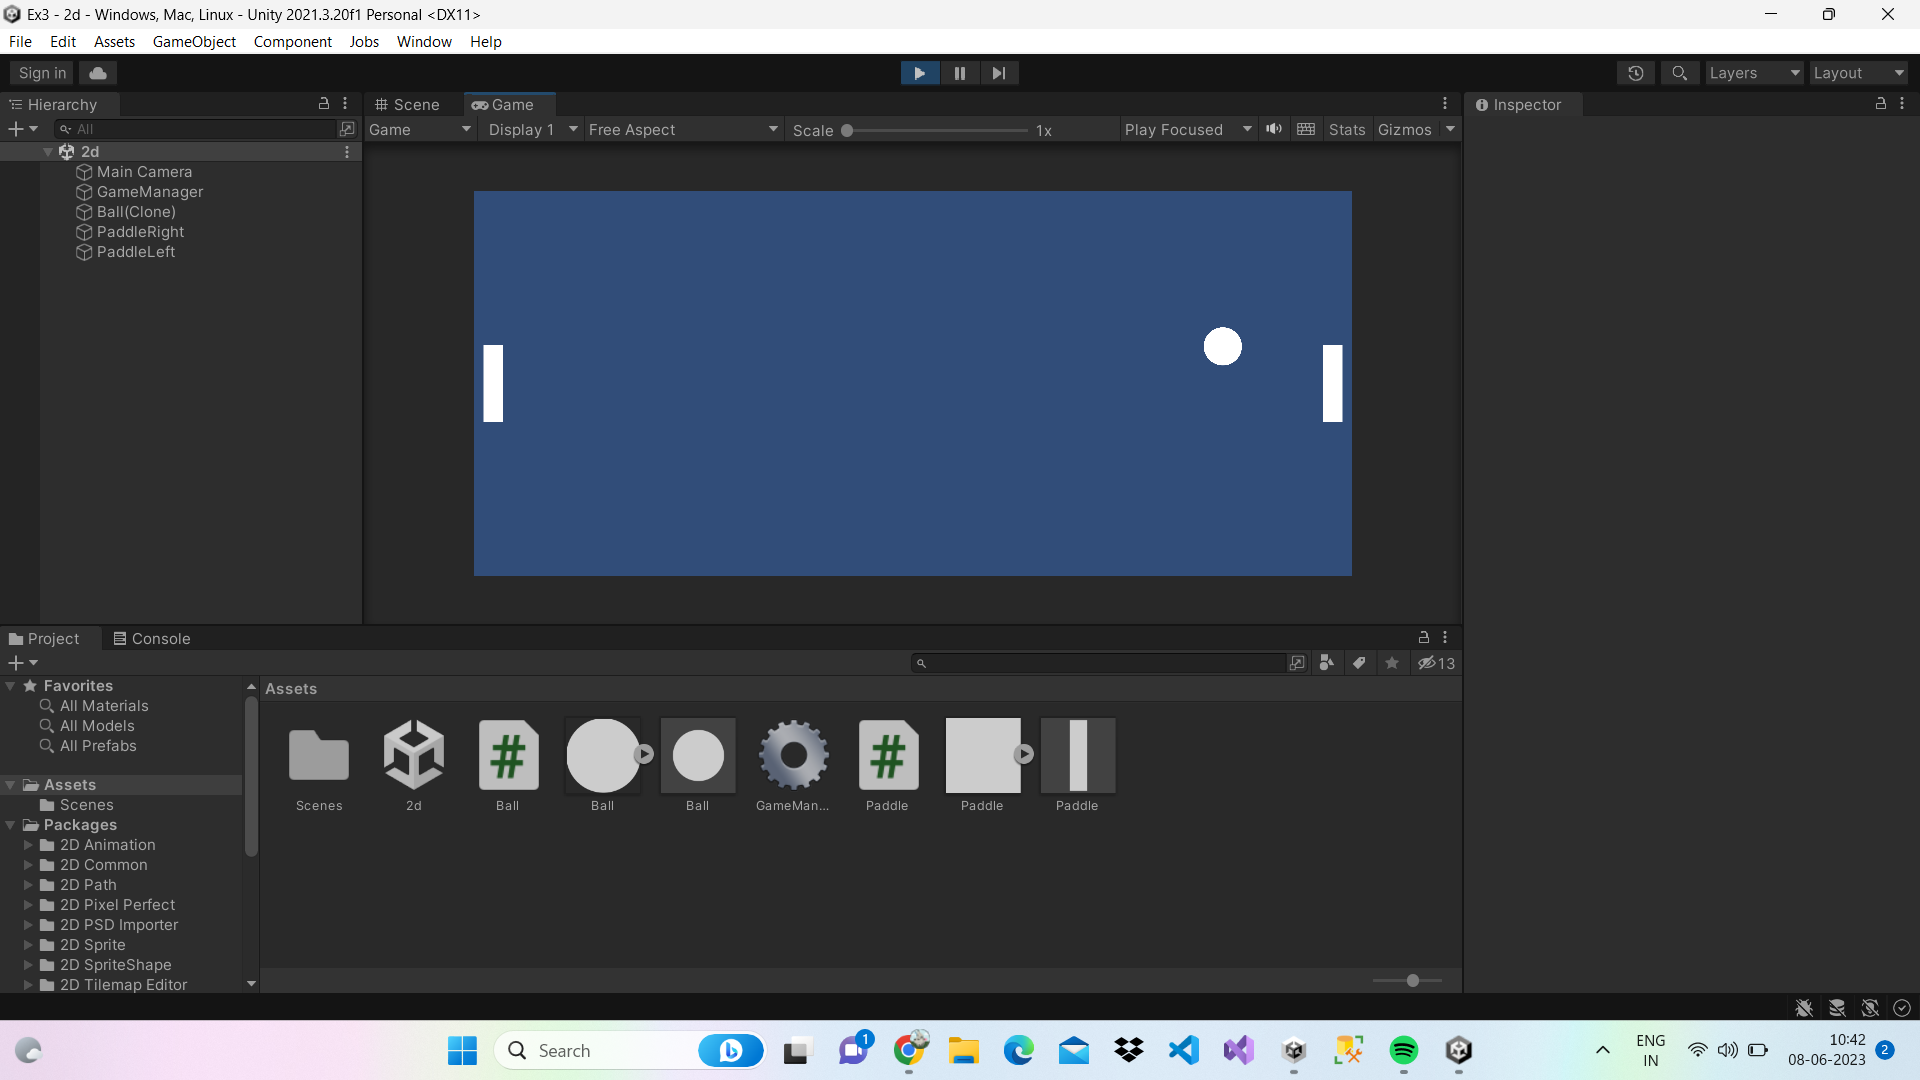 Ex3 - 2d - Windows, Mac, Linux - Unity 2021.3.20f1 Personal <DX11>
File Edit Assets GameObject Component Jobs Window Help
Sign in
Layers
Layout
Hierarchy
All
2d
Main Camera
GameManager
Ball(Clone)
PaddleRight
PaddleLeft
Scene
Game
Game
Display 1
Free Aspect
Scale
1x
Play Focused
Stats
Gizmos
Inspector
Project
Console
13
Favorites
All Materials
All Models
All Prefabs
Assets
Scenes
Packages
2D Animation
2D Common
2D Path
2D Pixel Perfect
2D PSD Importer
2D Sprite
2D SpriteShape
2D Tilemap Editor
Assets
Scenes
2d
Ball
Ball
Ball
GameMan...
Paddle
Paddle
Paddle
Search
1
ENG
IN
10:42
08-06-2023
2